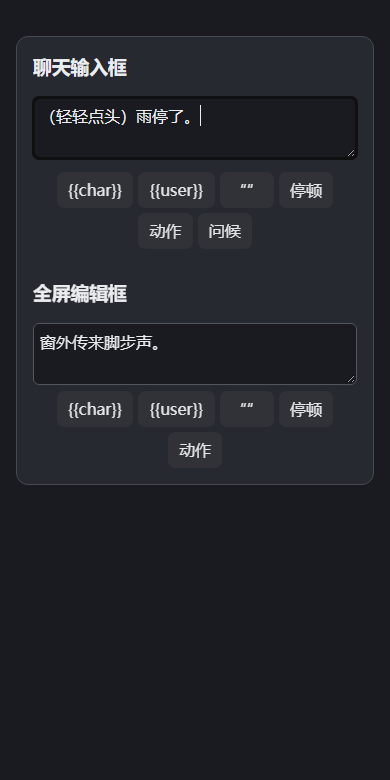 聊天输入框
（轻轻点头）雨停了。
{{char}} {{user}} “” 停顿
动作 问候
全屏编辑框
窗外传来脚步声。
{{char}} {{user}} “” 停顿
动作